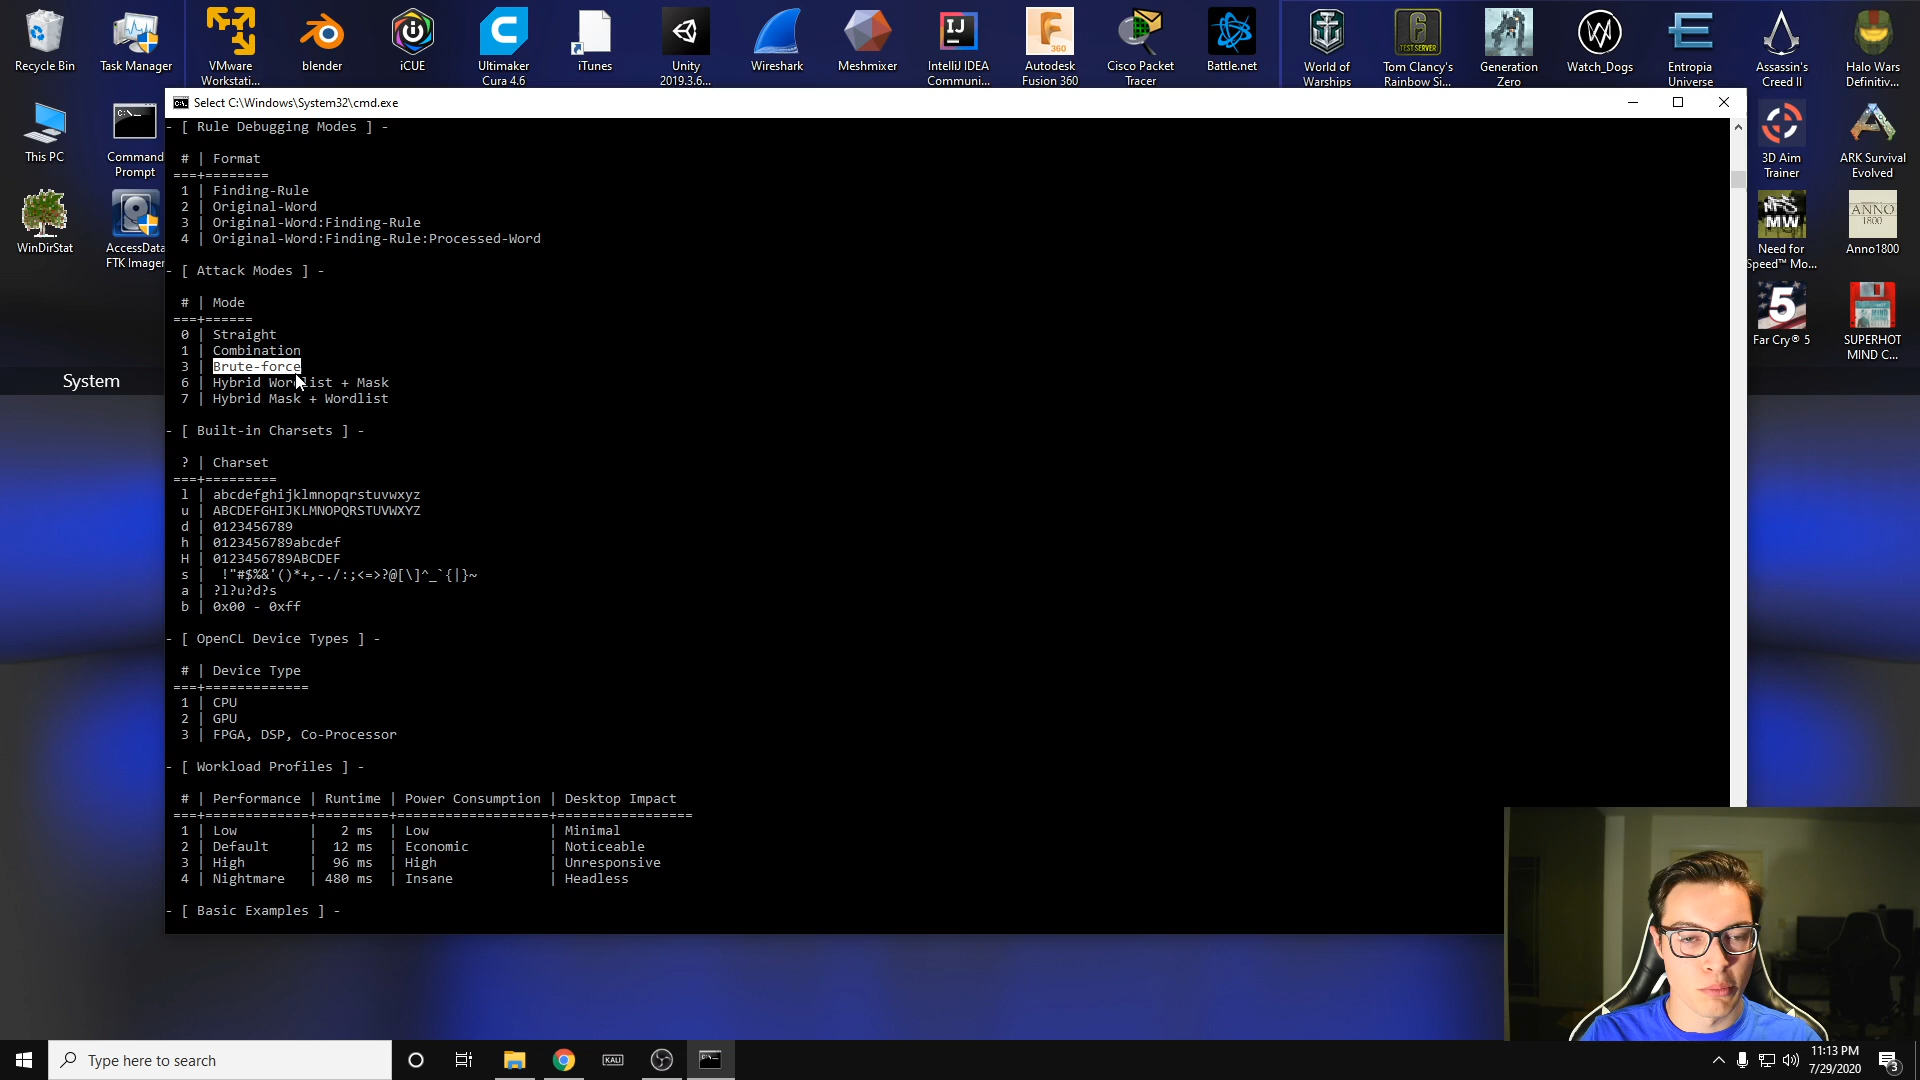 Recycle Bin
Task Manager
VMware
Workstati...
blender
iCUE
Ultimaker
Cura 4.6
iTunes
Unity
2019.3.6...
Wireshark
Meshmixer
IntelliJ IDEA
Communi...
Autodesk
Fusion 360
Cisco Packet
Tracer
Battle.net
World of
Warships
Tom Clancy's
Rainbow Si...
Generation
Zero
Watch_Dogs
Entropia
Universe
Assassin's
Creed II
Halo Wars
Definitiv...
This PC
Command
Prompt
WinDirStat
AccessData
FTK Imager
System
3D Aim
Trainer
ARK Survival
Evolved
Need for
Speed™ Mo...
Anno1800
Far Cry® 5
SUPERHOT
MIND C...
Select C:\Windows\System32\cmd.exe
- [ Rule Debugging Modes ] -
# | Format
===+========
1 | Finding-Rule
2 | Original-Word
3 | Original-Word:Finding-Rule
4 | Original-Word:Finding-Rule:Processed-Word
- [ Attack Modes ] -
# | Mode
===+======
0 | Straight
1 | Combination
3 | Brute-force
6 | Hybrid Wordlist + Mask
7 | Hybrid Mask + Wordlist
- [ Built-in Charsets ] -
? | Charset
===+=========
l | abcdefghijklmnopqrstuvwxyz
u | ABCDEFGHIJKLMNOPQRSTUVWXYZ
d | 0123456789
h | 0123456789abcdef
H | 0123456789ABCDEF
s |  !"#$%&'()*+,-./:;<=>?@[\]^_`{|}~
a | ?l?u?d?s
b | 0x00 - 0xff
- [ OpenCL Device Types ] -
# | Device Type
===+=============
1 | CPU
2 | GPU
3 | FPGA, DSP, Co-Processor
- [ Workload Profiles ] -
# | Performance | Runtime | Power Consumption | Desktop Impact
===+=============+=========+===================+=================
1 | Low | 2 ms | Low | Minimal
2 | Default | 12 ms | Economic | Noticeable
3 | High | 96 ms | High | Unresponsive
4 | Nightmare | 480 ms | Insane | Headless
- [ Basic Examples ] -
Type here to search
KALI
11:13 PM
7/29/2020
3